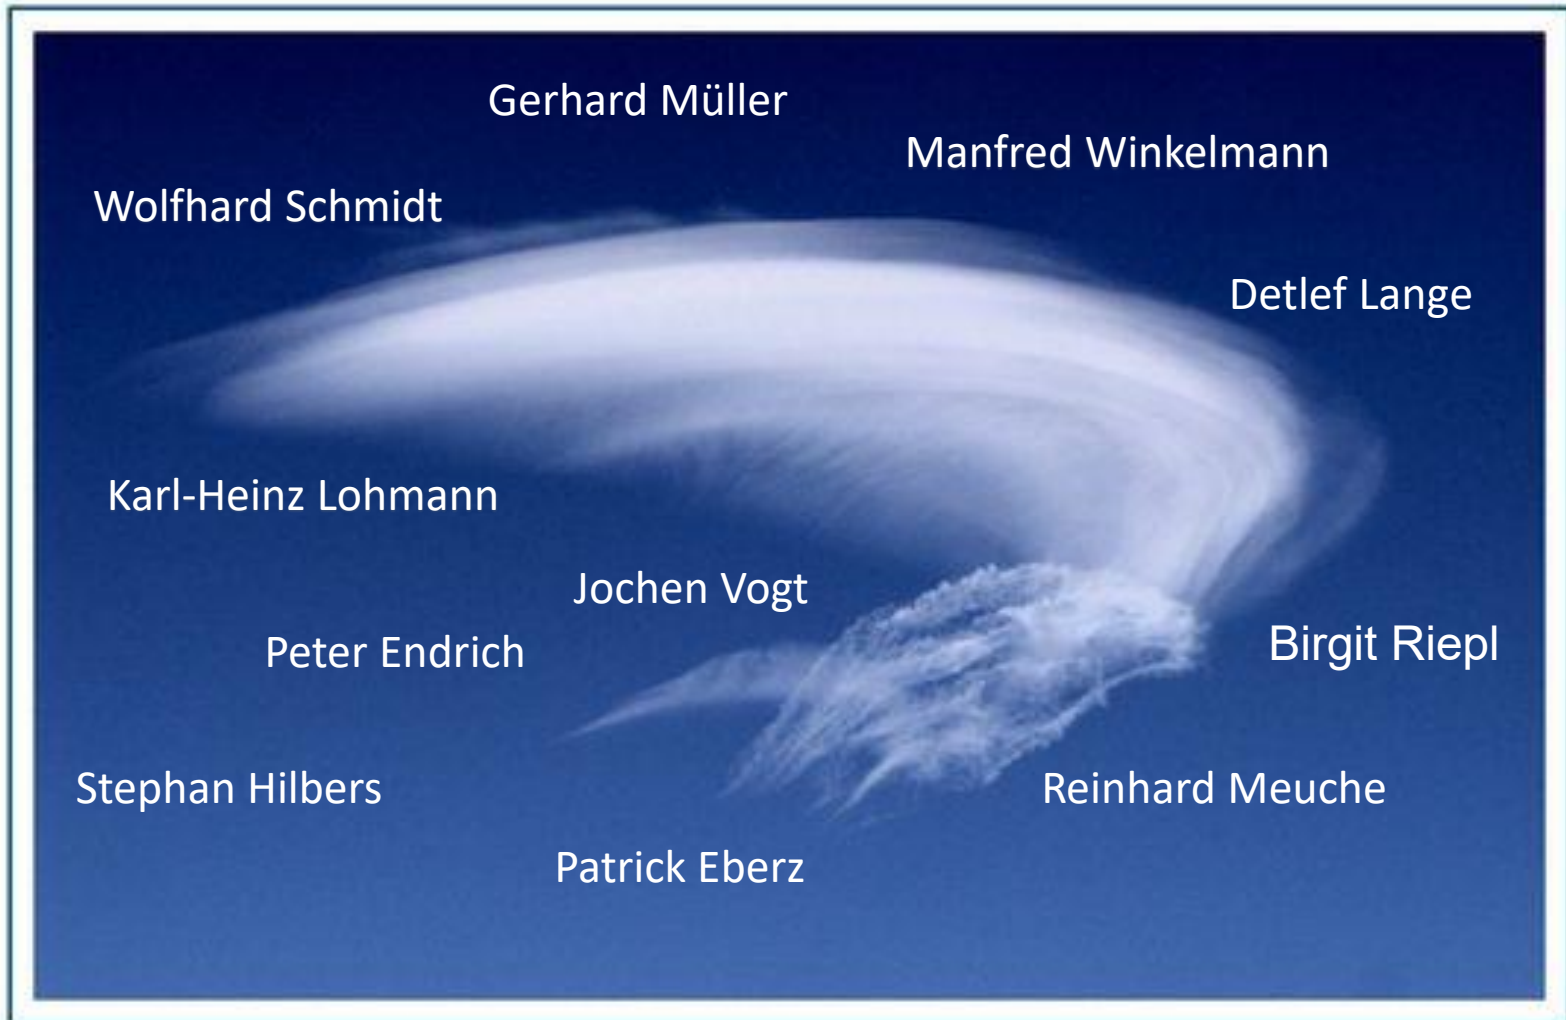 Gerhard Müller
Manfred Winkelmann
Wolfhard Schmidt
Detlef Lange
Karl-Heinz Lohmann
Jochen Vogt
Birgit Riepl
Peter Endrich
Stephan Hilbers
Reinhard Meuche
Patrick Eberz